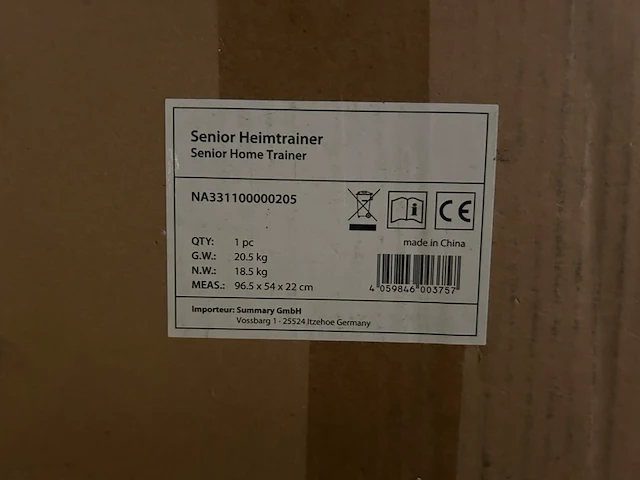 Senior Heimtrainer
Senior Home Trainer
NA331100000205
CE
QTY: 1 pc
made in China
G.W.: 20.5 kg
N.W.: 18.5 kg
MEAS.: 96.5 x 54 x 22 cm
4 059846 003757
Importeur: Summary GmbH
Vossbarg 1 - 25524 Itzehoe Germany